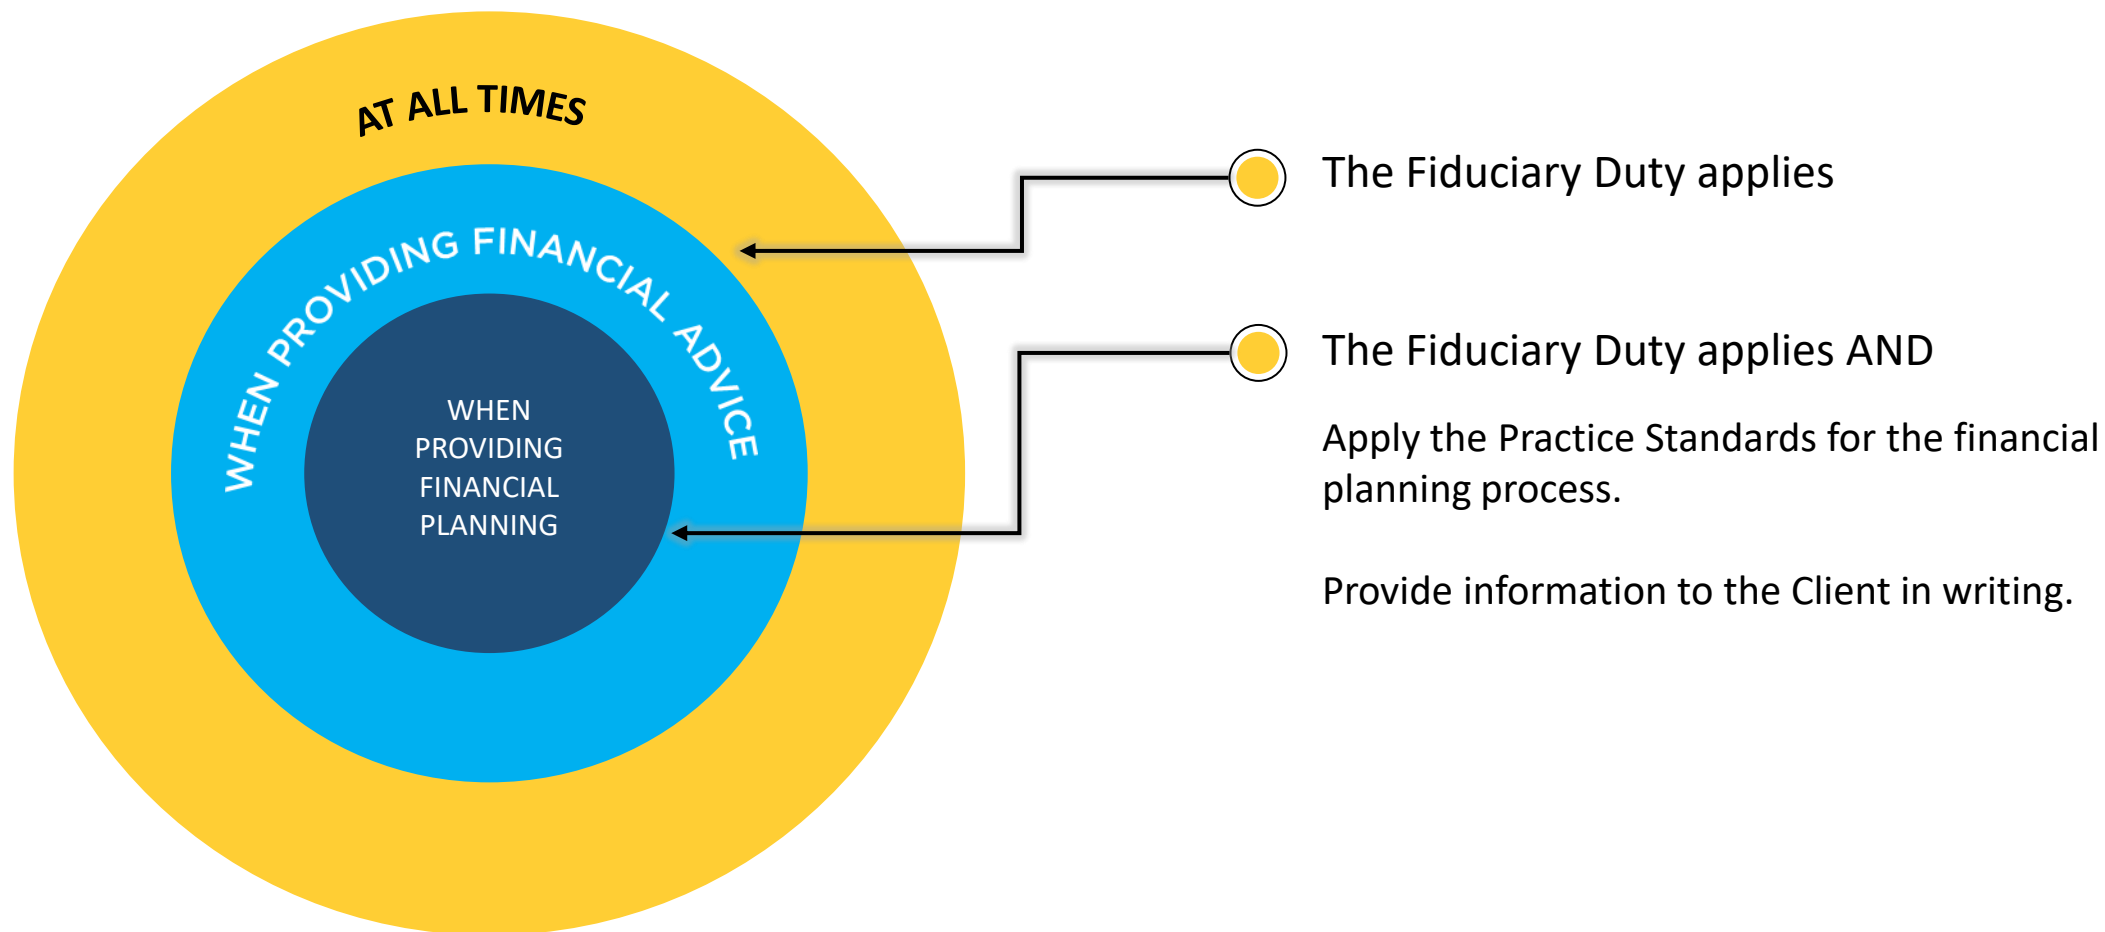 AT ALL TIMES
WHEN PROVIDING FINANCIAL ADVICE
WHEN
PROVIDING
FINANCIAL
PLANNING
The Fiduciary Duty applies
The Fiduciary Duty applies AND
Apply the Practice Standards for the financial
planning process.
Provide information to the Client in writing.